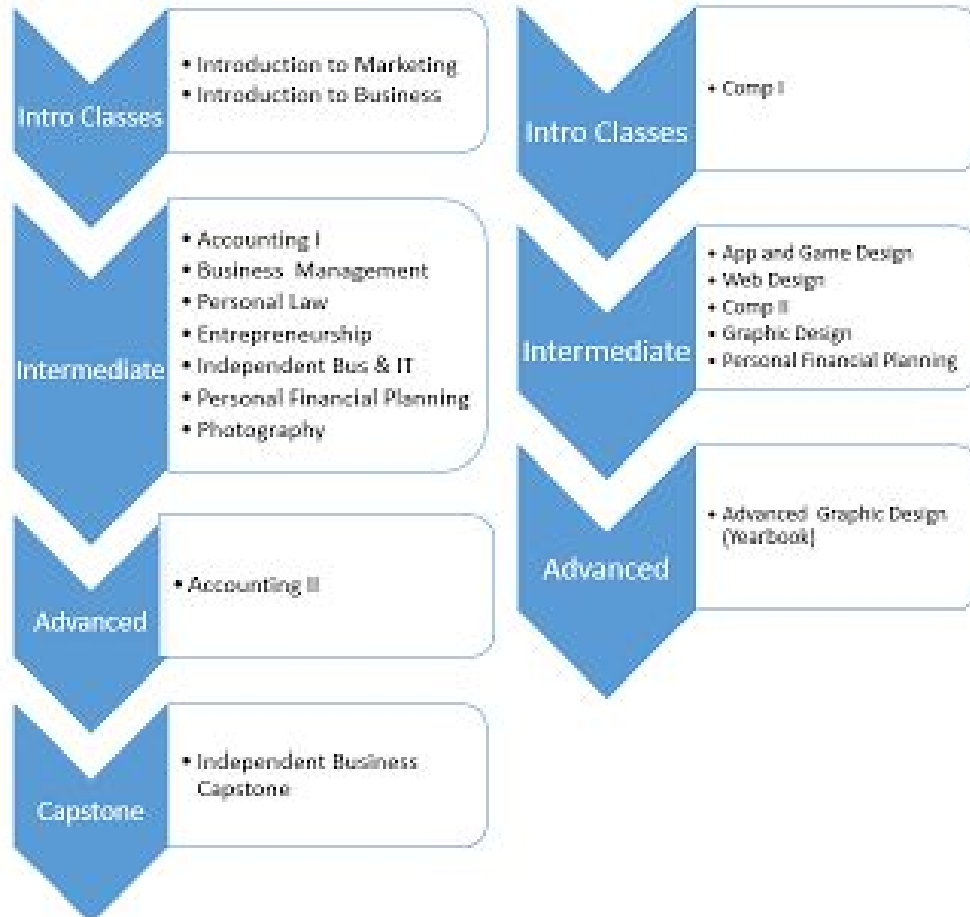 Intro Classes
• Introduction to Marketing
• Introduction to Business
Intermediate
• Accounting I
• Business Management
• Personal Law
• Entrepreneurship
• Independent Bus & IT
• Personal Financial Planning
• Photography
Advanced
• Accounting II
Capstone
• Independent Business
Capstone
Intro Classes
• Comp I
Intermediate
• App and Game Design
• Web Design
• Comp II
• Graphic Design
• Personal Financial Planning
Advanced
• Advanced Graphic Design
(Yearbook)